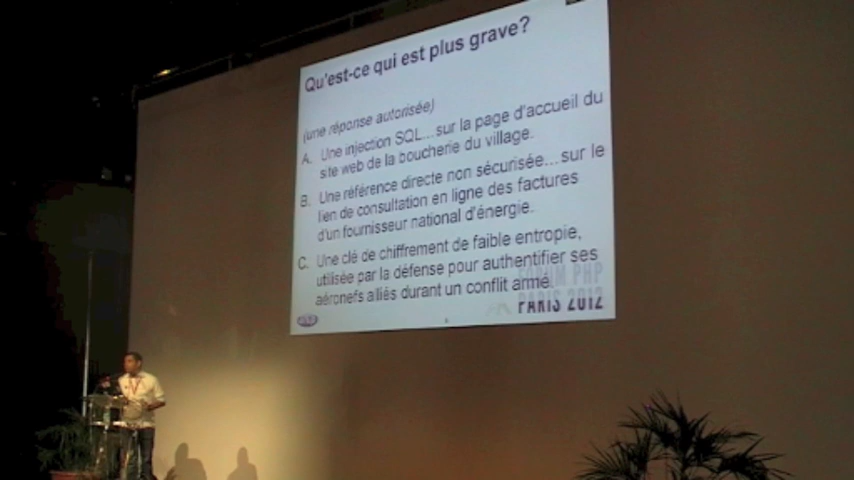 Qu'est-ce qui est plus grave?
(une réponse autorisée)
A. Une injection SQL... sur la page d'accueil du
site web de la boucherie du village.
B. Une référence directe non sécurisée... sur le
lien de consultation en ligne des factures
d'un fournisseur national d'énergie.
C. Une clé de chiffrement de faible entropie,
utilisée par la défense pour authentifier ses
aéronefs alliés durant un conflit armé.
FORUM PHP
PARIS 2012